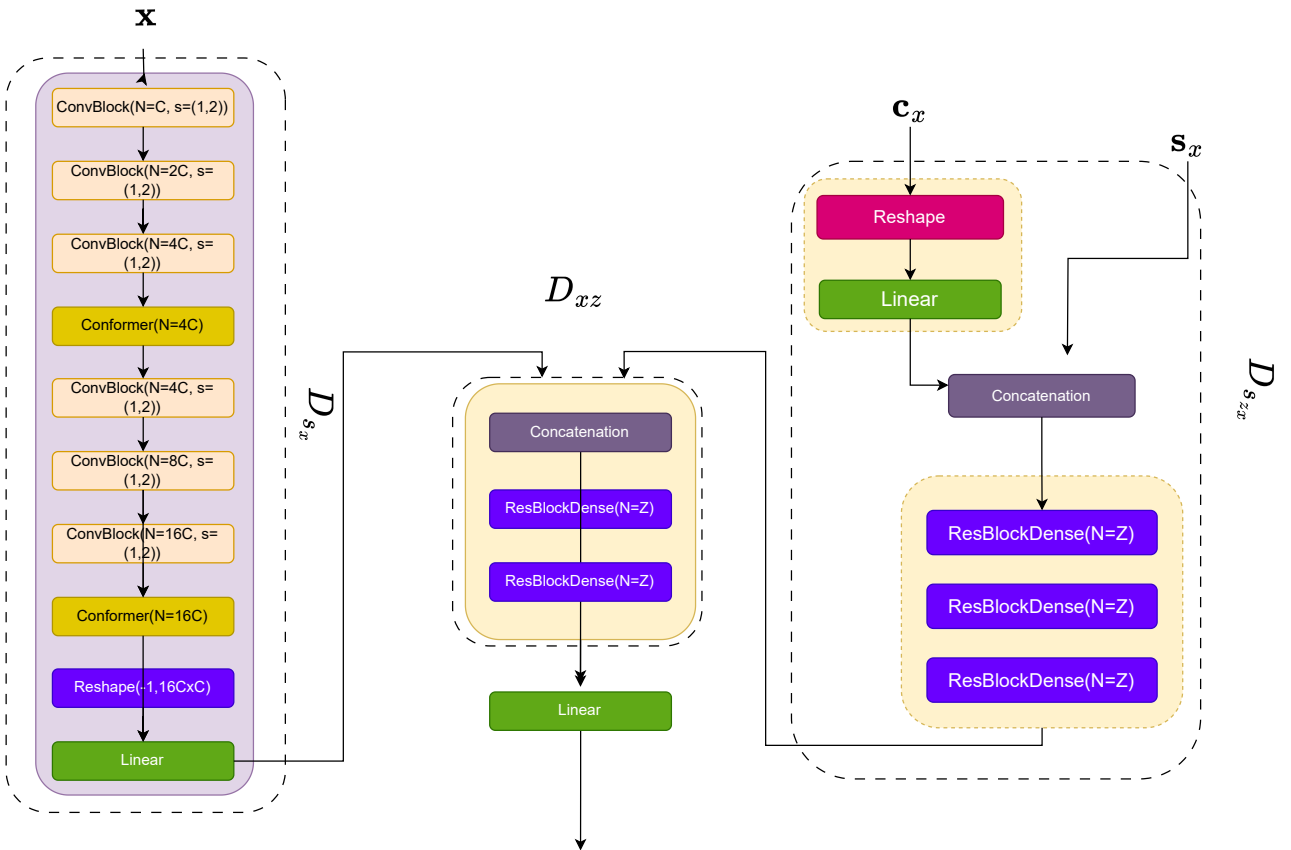 x
ConvBlock(N=C, s=(1,2))
ConvBlock(N=2C, s=
(1,2))
ConvBlock(N=4C, s=
(1,2))
Conformer(N=4C)
ConvBlock(N=4C, s=
(1,2))
ConvBlock(N=8C, s=
(1,2))
ConvBlock(N=16C, s=
(1,2))
Conformer(N=16C)
Reshape(-1,16CxC)
Linear
D_{s_x}
D_{xz}
Concatenation
ResBlockDense(N=Z)
ResBlockDense(N=Z)
Linear
c_x
s_x
Reshape
Linear
Concatenation
ResBlockDense(N=Z)
ResBlockDense(N=Z)
ResBlockDense(N=Z)
D_{s_{zx}}